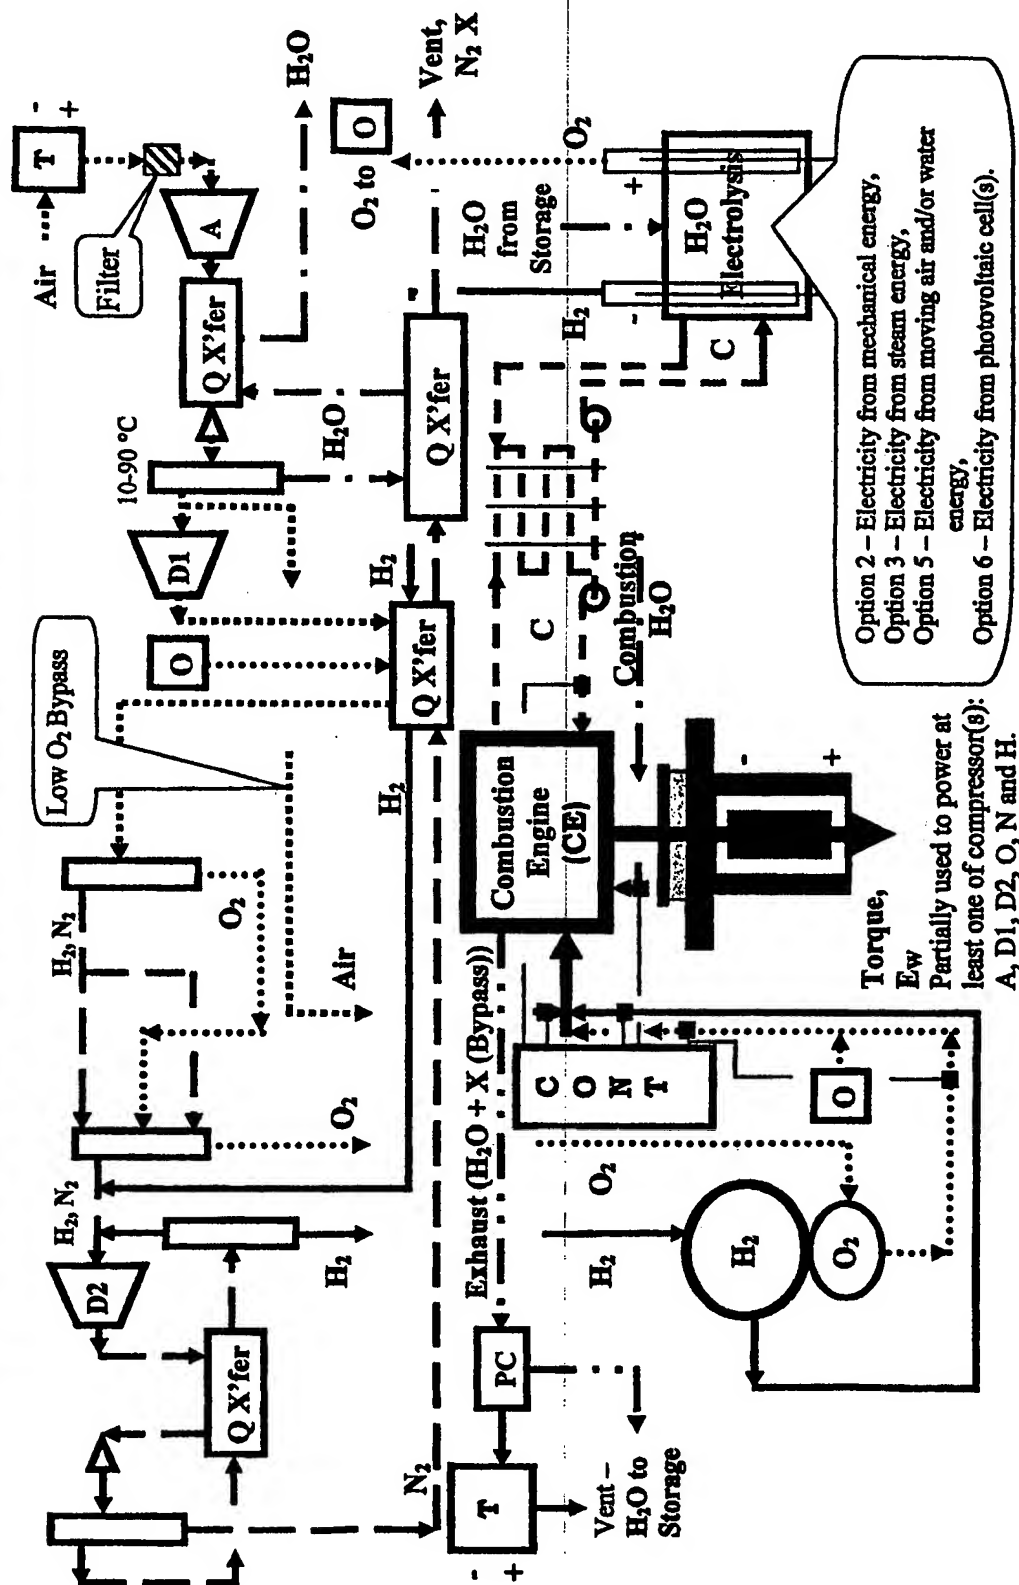 Air
T
-
+
Filter
A
Q X'fer
H₂O
10-90 °C
H₂O
D1
O
Low O₂ Bypass
H₂, N₂
O₂
Air
H₂, N₂
O₂
D2
H₂
Q X'fer
N₂
H₂
Q X'fer
H₂
Q X'fer
-
Vent,
N₂ X
O₂ to
O
O₂
H₂O
from
Storage
H₂
-
+
H₂O
Electrolysis
C
C
Combustion
H₂O
Combustion
Engine
(CE)
Exhaust (H₂O + X (Bypass))
PC
T
-
+
Vent –
H₂O to
Storage
C
O
N
T
O₂
H₂
H₂
O₂
O
-
+
Torque,
Ew
Partially used to power at
least one of compressor(s):
A, D1, D2, O, N and H.
Option 2 – Electricity from mechanical energy,
Option 3 – Electricity from steam energy,
Option 5 – Electricity from moving air and/or water
energy,
Option 6 – Electricity from photovoltaic cell(s).